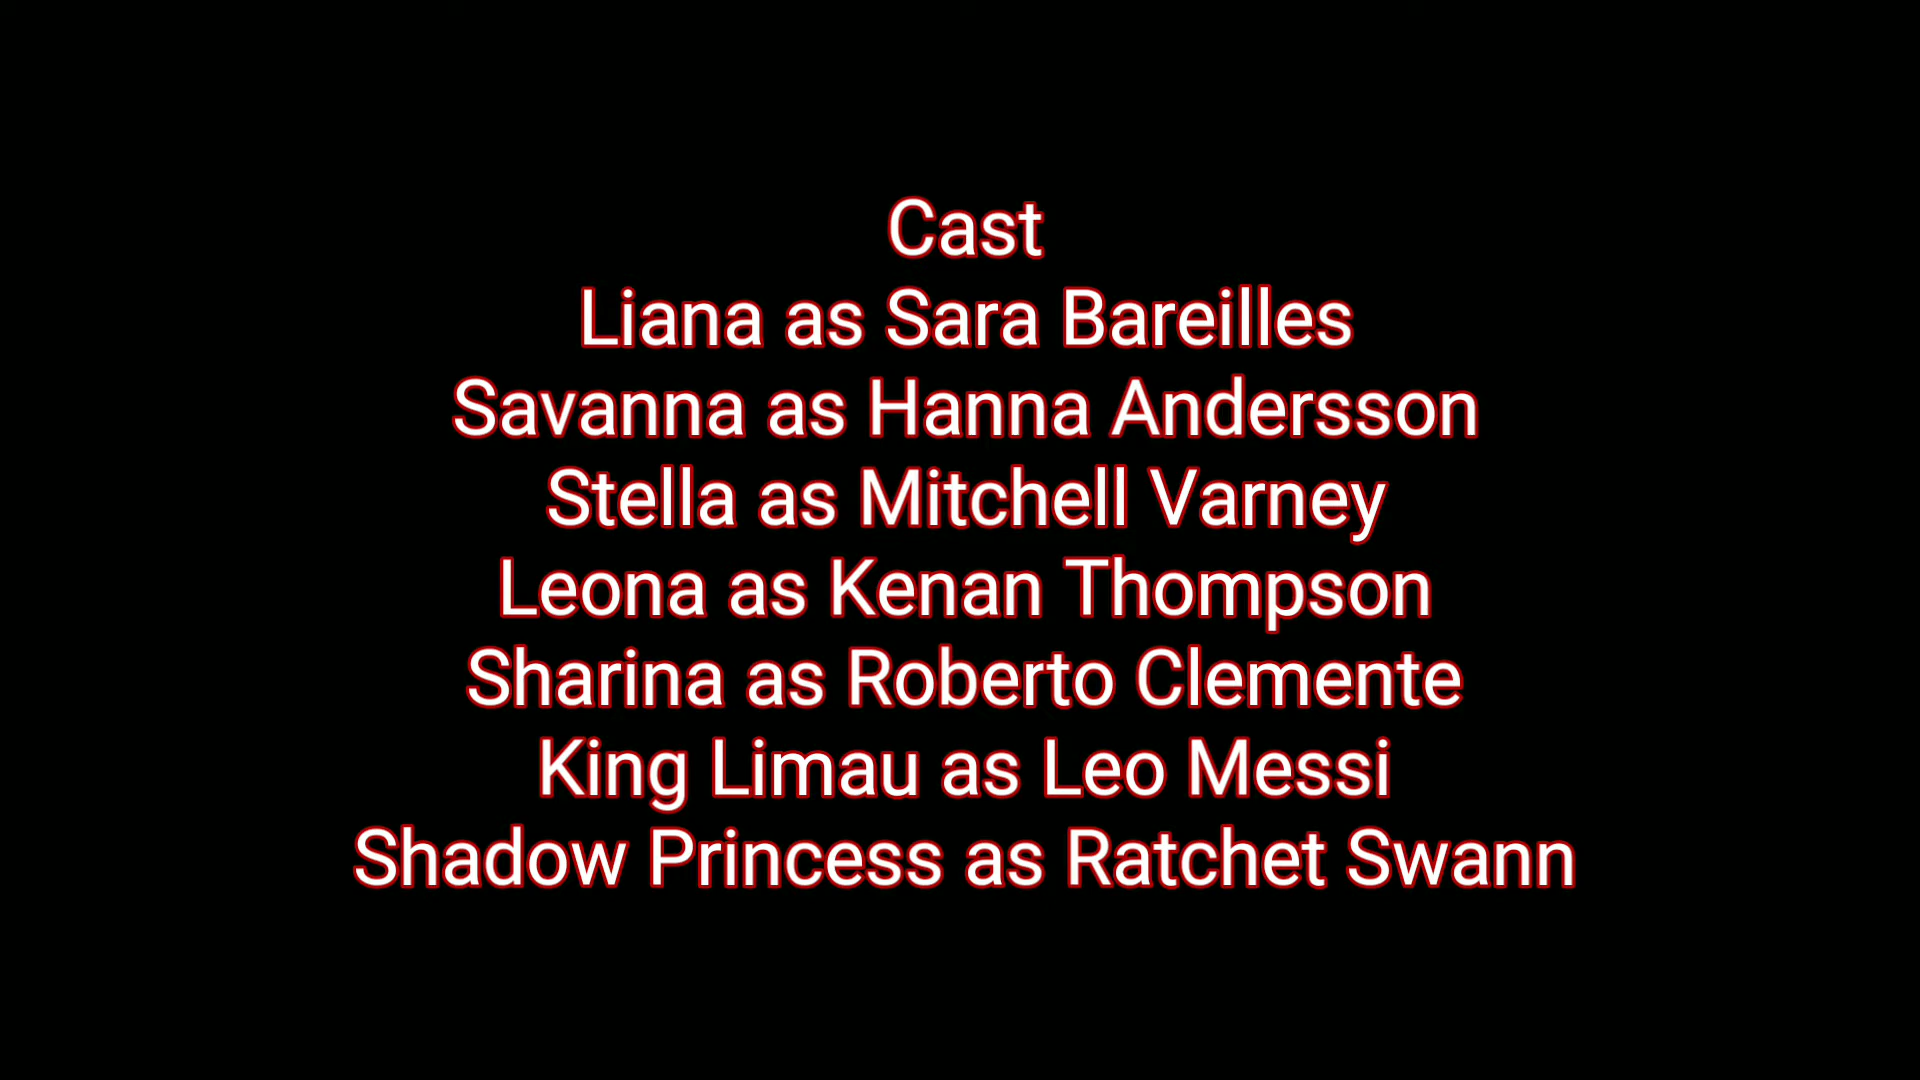 Cast
Liana as Sara Bareilles
Savanna as Hanna Andersson
Stella as Mitchell Varney
Leona as Kenan Thompson
Sharina as Roberto Clemente
King Limau as Leo Messi
Shadow Princess as Ratchet Swann